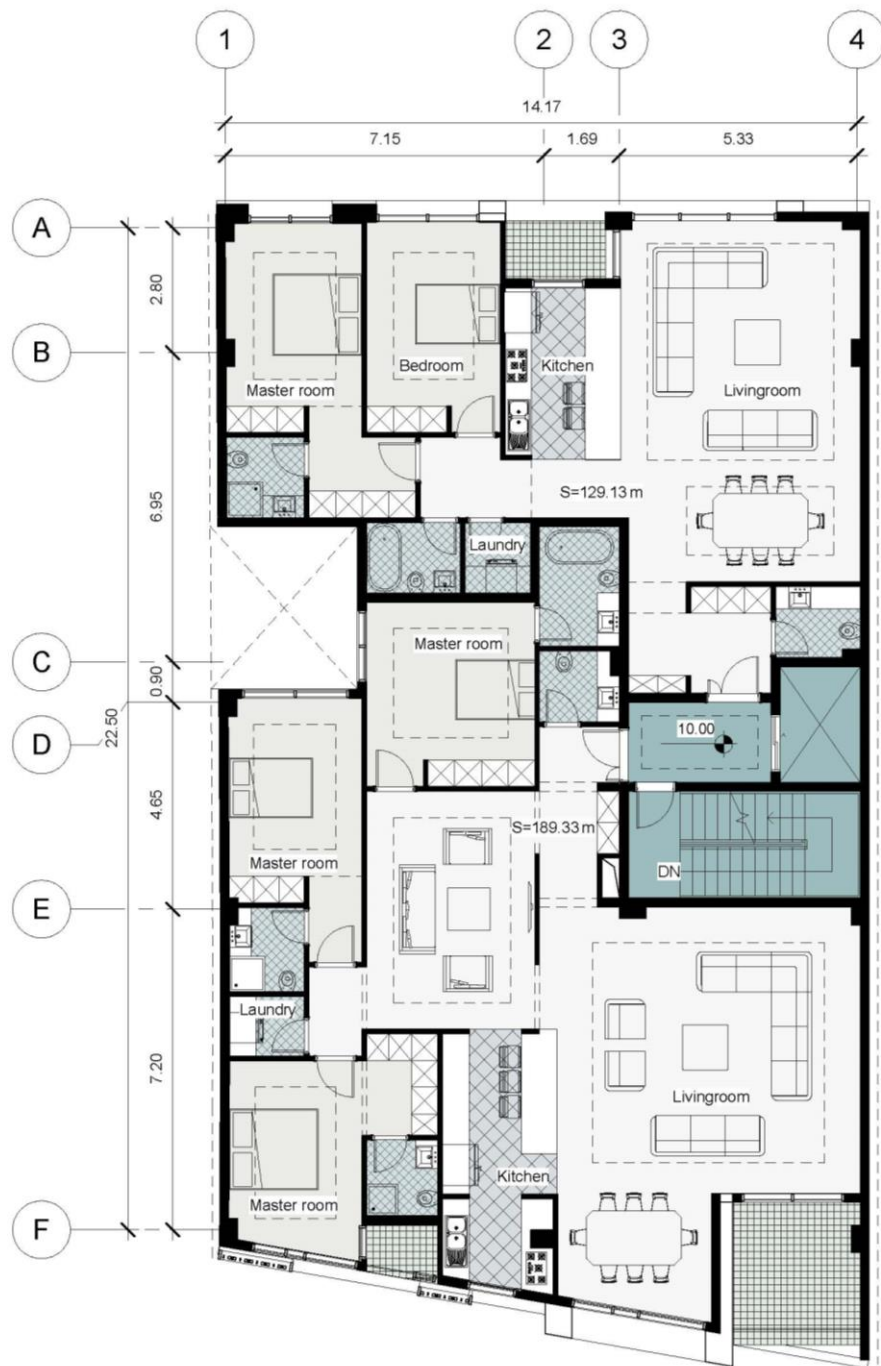 1
2
3
4
14.17
7.15
1.69
5.33
A
2.80
B
Master room
Bedroom
Kitchen
Livingroom
6.95
S=129.13 m
Laundry
Master room
C
0.90
22.50
D
10.00
4.65
S=189.33 m
Master room
DN
E
Laundry
7.20
Livingroom
Kitchen
Master room
F